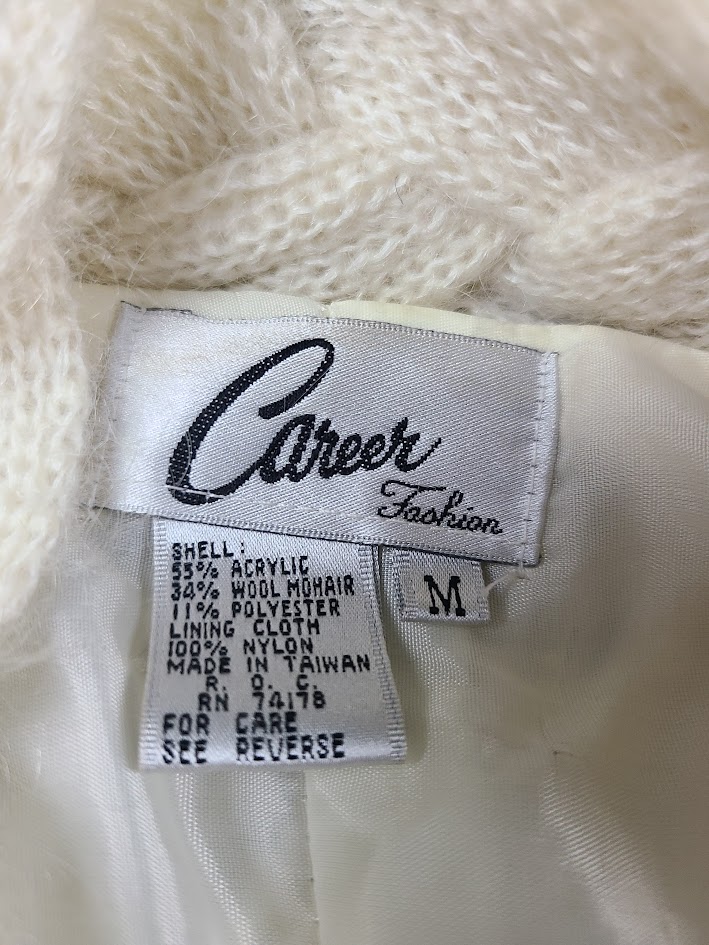 Career
Fashion
SHELL:
55% ACRYLIC
34% WOOL MOHAIR
11% POLYESTER
LINING CLOTH
100% NYLON
MADE IN TAIWAN
R. O. C.
RN 74178
FOR CARE
SEE REVERSE
M